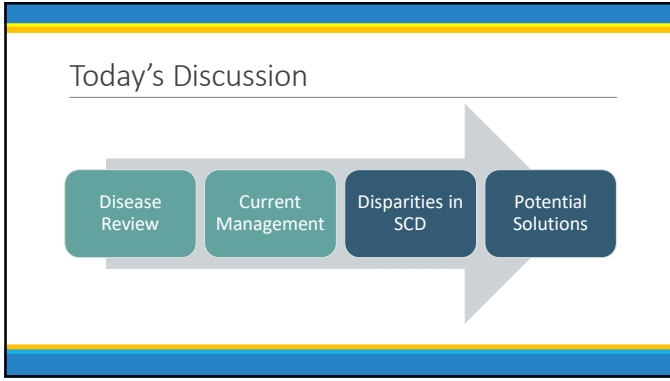 Today’s Discussion
Disease
Review
Current
Management
Disparities in
SCD
Potential
Solutions